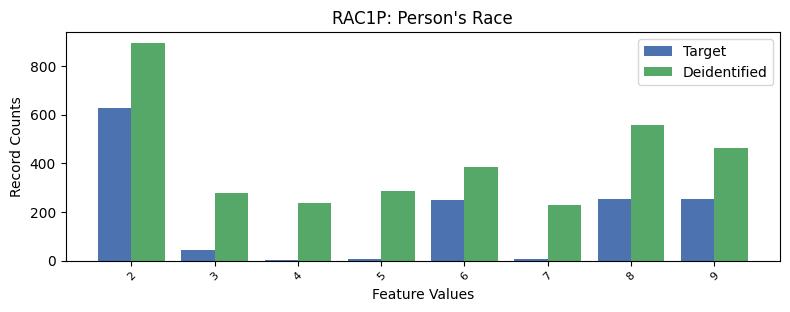 RAC1P: Person's Race
Target
Deidentified
Record Counts
800
600
400
200
0
2 3 4 5 6 7 8 9
Feature Values